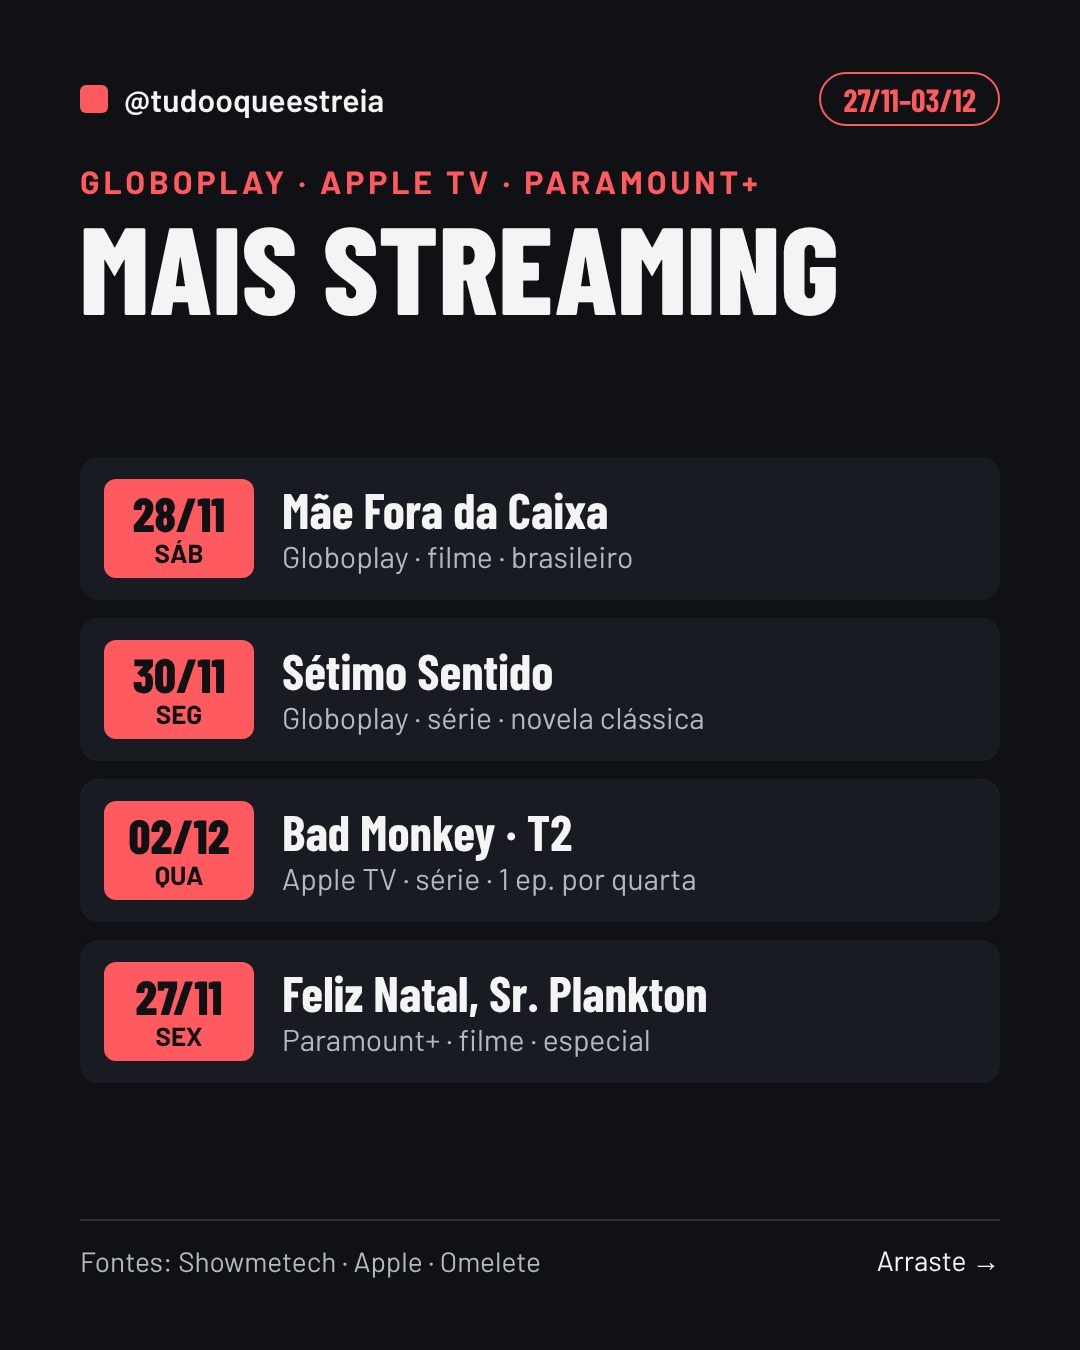 @tudooqueestreia
27/11–03/12
GLOBOPLAY · APPLE TV · PARAMOUNT+
MAIS STREAMING
28/11
SÁB
Mãe Fora da Caixa
Globoplay · filme · brasileiro
30/11
SEG
Sétimo Sentido
Globoplay · série · novela clássica
02/12
QUA
Bad Monkey · T2
Apple TV · série · 1 ep. por quarta
27/11
SEX
Feliz Natal, Sr. Plankton
Paramount+ · filme · especial
Fontes: Showmetech · Apple · Omelete
Arraste →